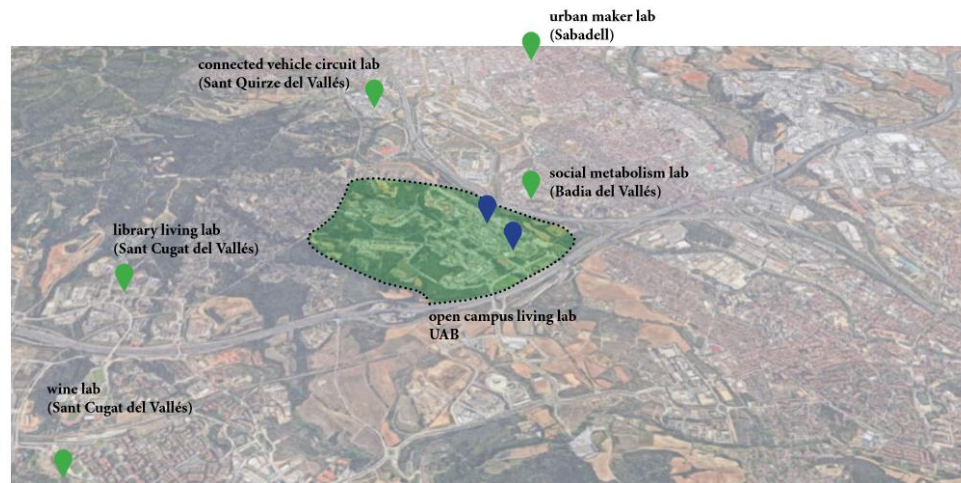 urban maker lab
(Sabadell)
connected vehicle circuit lab
(Sant Quirze del Vallés)
social metabolism lab
(Badia del Vallés)
library living lab
(Sant Cugat del Vallés)
open campus living lab
UAB
wine lab
(Sant Cugat del Vallés)